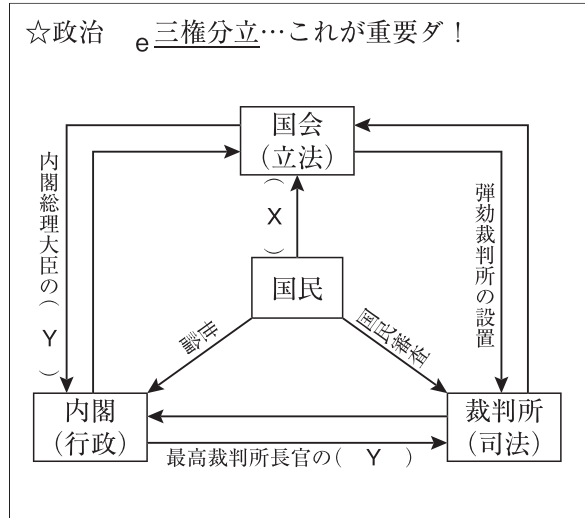 ☆政治 e三権分立…これが重要ダ！
国会
（立法）
内閣総理大臣の（ Y ）
（ X ）
弾劾裁判所の設置
国民
世論
国民審査
内閣
（行政）
裁判所
（司法）
最高裁判所長官の（ Y ）